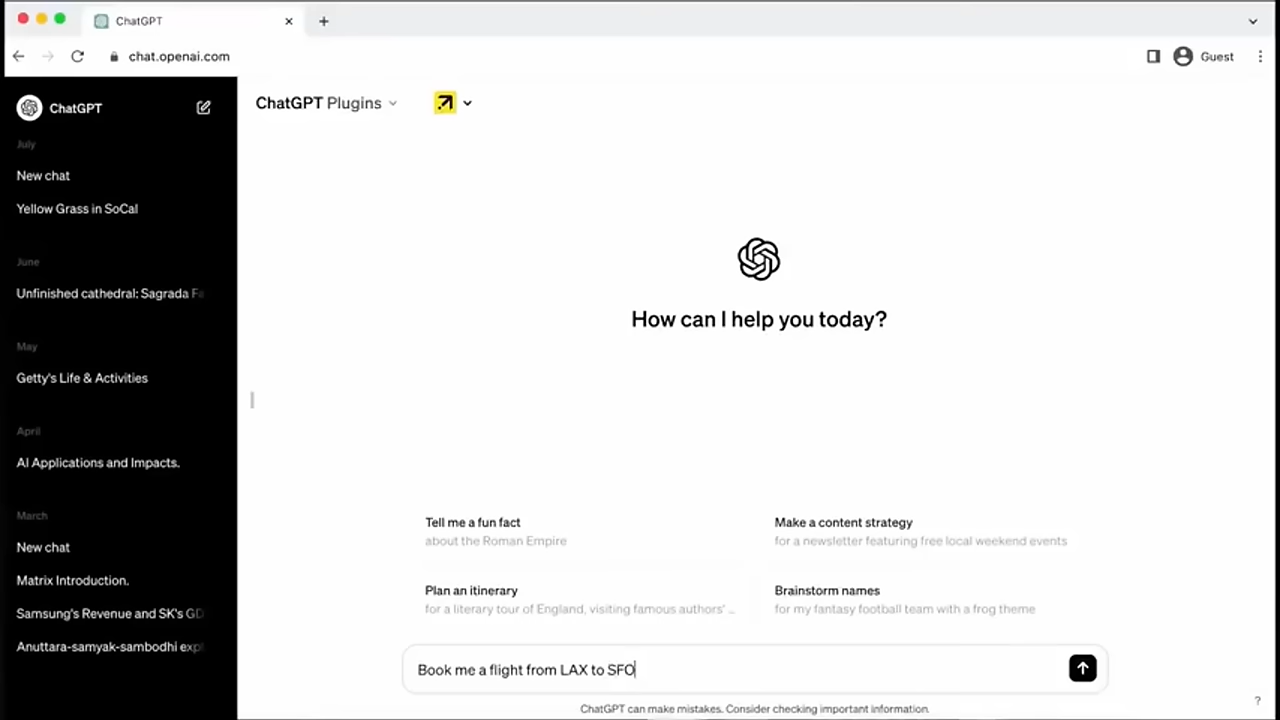 ChatGPT
chat.openai.com
Guest
ChatGPT
July
New chat
Yellow Grass in SoCal
June
Unfinished cathedral: Sagrada Fa
May
Getty's Life & Activities
April
AI Applications and Impacts.
March
New chat
Matrix Introduction.
Samsung's Revenue and SK's GD
Anuttara-samyak-sambodhi exp
ChatGPT Plugins
How can I help you today?
Tell me a fun fact
about the Roman Empire
Make a content strategy
for a newsletter featuring free local weekend events
Plan an itinerary
for a literary tour of England, visiting famous authors' ...
Brainstorm names
for my fantasy football team with a frog theme
Book me a flight from LAX to SFO
ChatGPT can make mistakes. Consider checking important information.
?